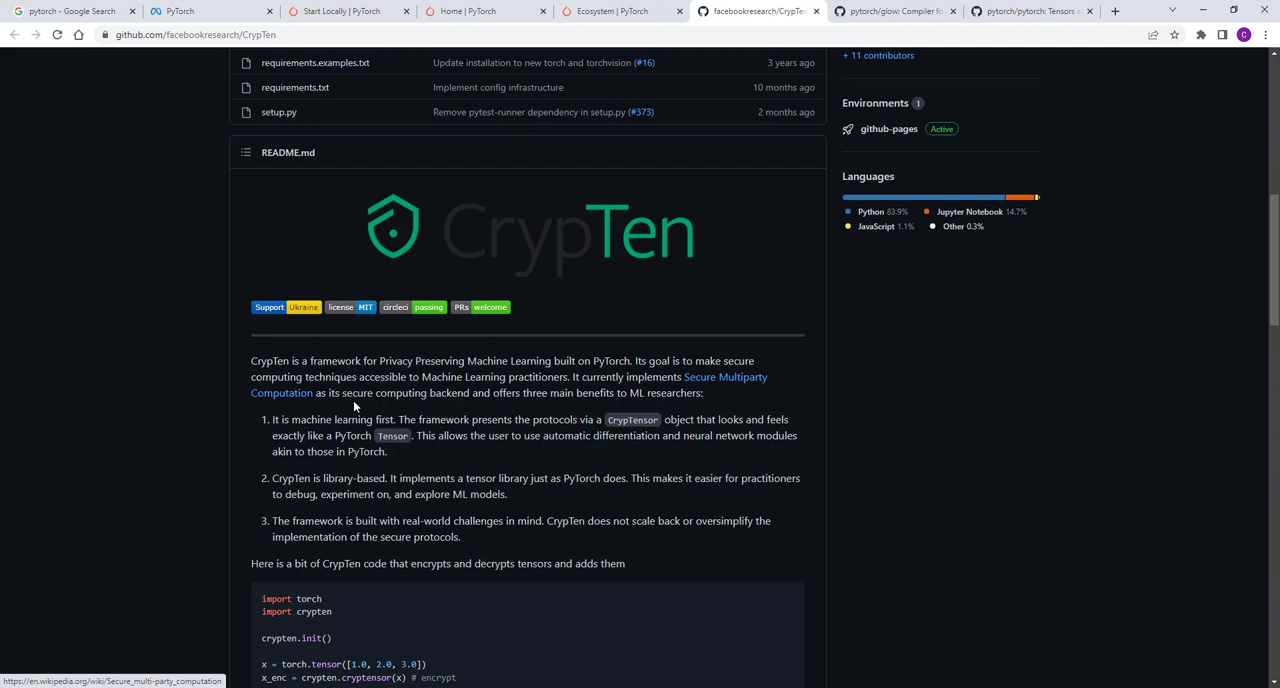 pytorch - Google Search
PyTorch
Start Locally | PyTorch
Home | PyTorch
Ecosystem | PyTorch
facebookresearch/CrypTen
pytorch/glow: Compiler fo
pytorch/pytorch: Tensors a
github.com/facebookresearch/CrypTen
C
requirements.examples.txt Update installation to new torch and torchvision (#16) 3 years ago
requirements.txt Implement config infrastructure 10 months ago
setup.py Remove pytest-runner dependency in setup.py (#373) 2 months ago
+ 11 contributors
Environments 1
github-pages Active
Languages
Python 83.9% Jupyter Notebook 14.7%
JavaScript 1.1% Other 0.3%
README.md
CrypTen
Support Ukraine license MIT circleci passing PRs welcome
CrypTen is a framework for Privacy Preserving Machine Learning built on PyTorch. Its goal is to make secure
computing techniques accessible to Machine Learning practitioners. It currently implements Secure Multiparty
Computation as its secure computing backend and offers three main benefits to ML researchers:
1. It is machine learning first. The framework presents the protocols via a CrypTensor object that looks and feels
exactly like a PyTorch Tensor. This allows the user to use automatic differentiation and neural network modules
akin to those in PyTorch.
2. CrypTen is library-based. It implements a tensor library just as PyTorch does. This makes it easier for practitioners
to debug, experiment on, and explore ML models.
3. The framework is built with real-world challenges in mind. CrypTen does not scale back or oversimplify the
implementation of the secure protocols.
Here is a bit of CrypTen code that encrypts and decrypts tensors and adds them
import torch
import crypten
crypten.init()
x = torch.tensor([1.0, 2.0, 3.0])
x_enc = crypten.cryptensor(x) # encrypt
https://en.wikipedia.org/wiki/Secure_multi-party_computation